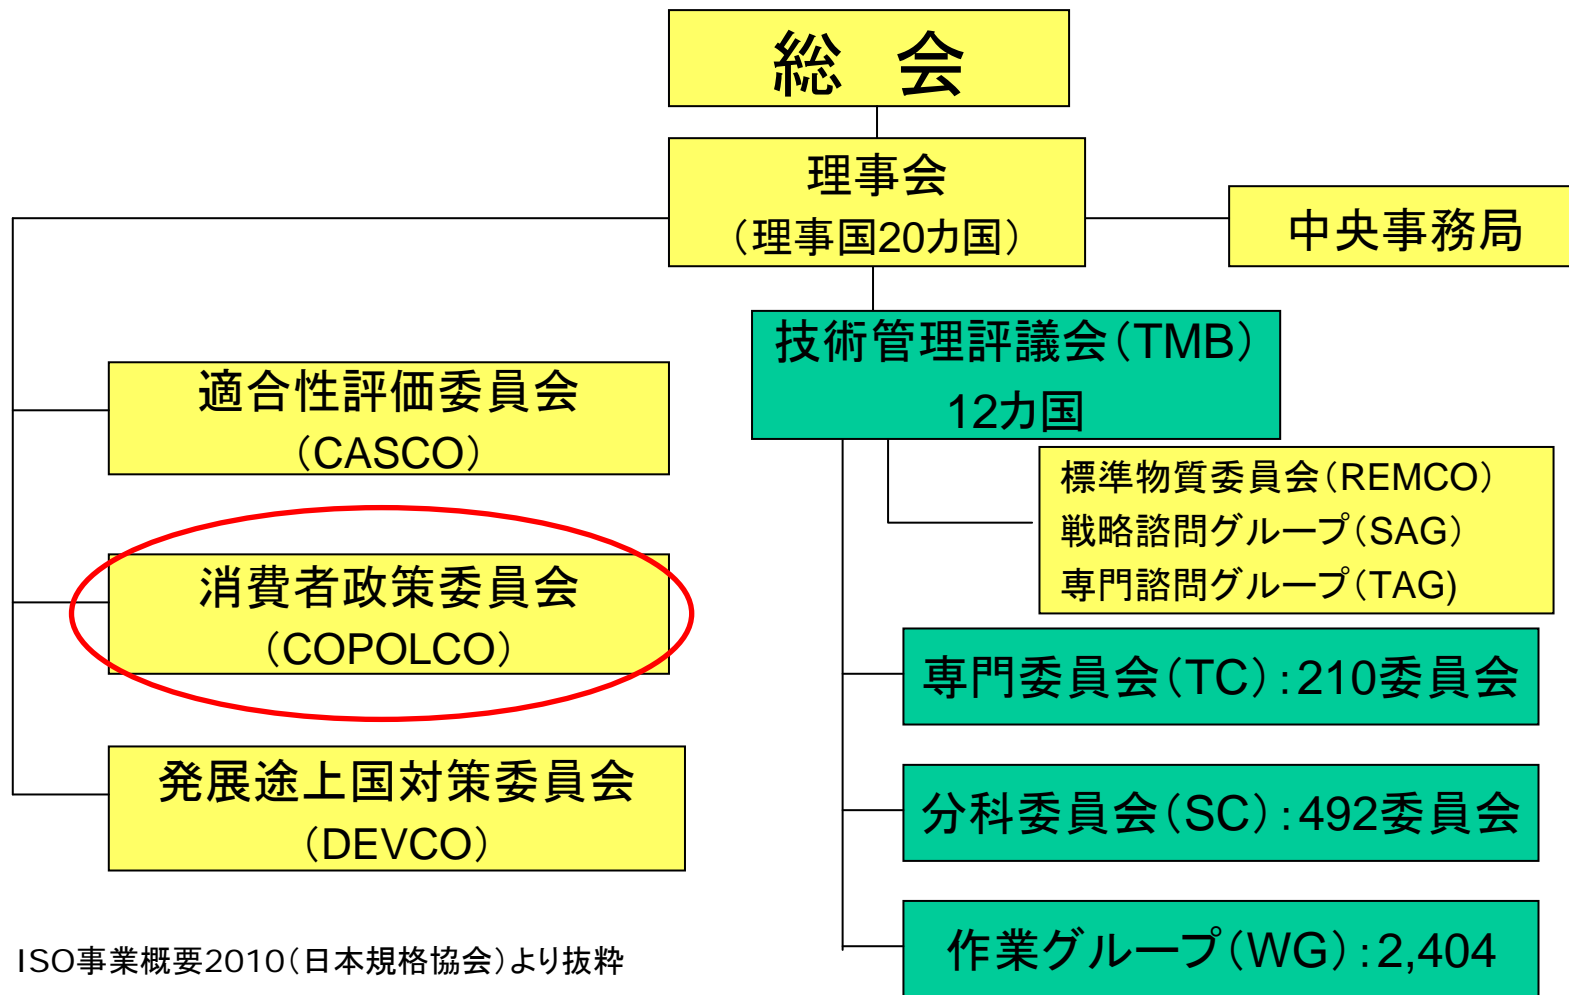 総 会
理事会
（理事国20カ国）
中央事務局
技術管理評議会（TMB）
12カ国
適合性評価委員会
（CASCO）
標準物質委員会（REMCO）
戦略諮問グループ（SAG）
専門諮問グループ（TAG)
消費者政策委員会
（COPOLCO）
専門委員会（TC）：210委員会
発展途上国対策委員会
（DEVCO）
分科委員会（SC）：492委員会
作業グループ（WG）：2,404
ISO事業概要2010（日本規格協会）より抜粋